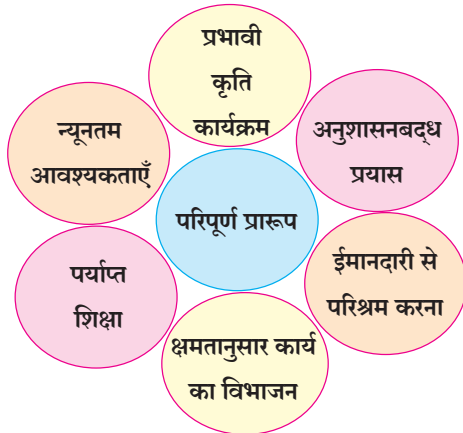 प्रभावी
कृति
कार्यक्रम
न्यूनतम
आवश्यकताएँ
अनुशासनबद्ध
प्रयास
परिपूर्ण प्रारूप
पर्याप्त
शिक्षा
ईमानदारी से
परिश्रम करना
क्षमतानुसार कार्य
का विभाजन